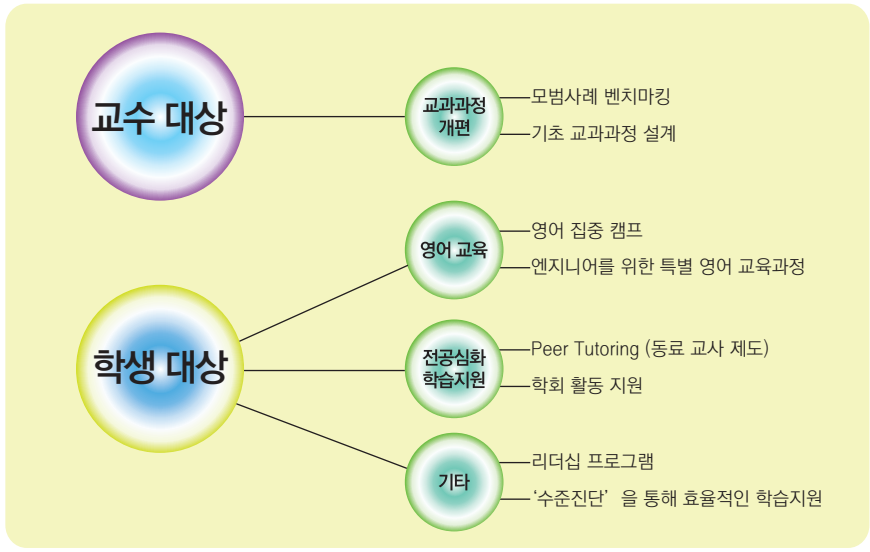 교수 대상
교과과정
개편
모범사례 벤치마킹
기초 교과과정 설계
학생 대상
영어 교육
영어 집중 캠프
엔지니어를 위한 특별 영어 교육과정
전공심화
학습지원
Peer Tutoring (동료 교사 제도)
학회 활동 지원
기타
리더십 프로그램
‘수준진단’을 통해 효율적인 학습지원